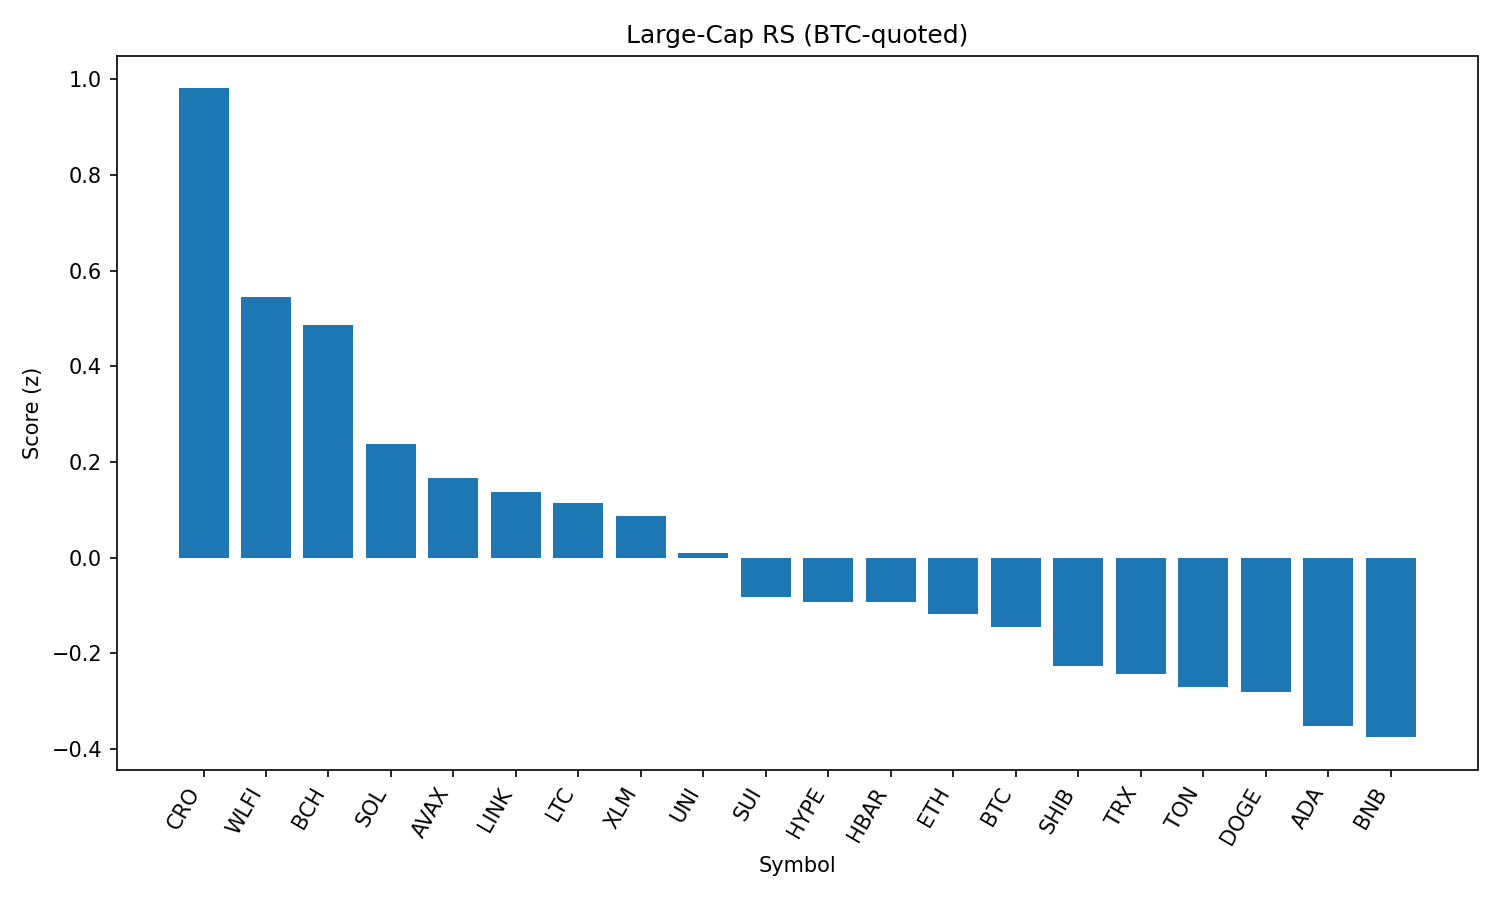 Large-Cap RS (BTC-quoted)
Score (z)
1.0
0.8
0.6
0.4
0.2
0.0
−0.2
−0.4
CRO
WLFI
BCH
SOL
AVAX
LINK
LTC
XLM
UNI
SUI
HYPE
HBAR
ETH
BTC
SHIB
TRX
TON
DOGE
ADA
BNB
Symbol